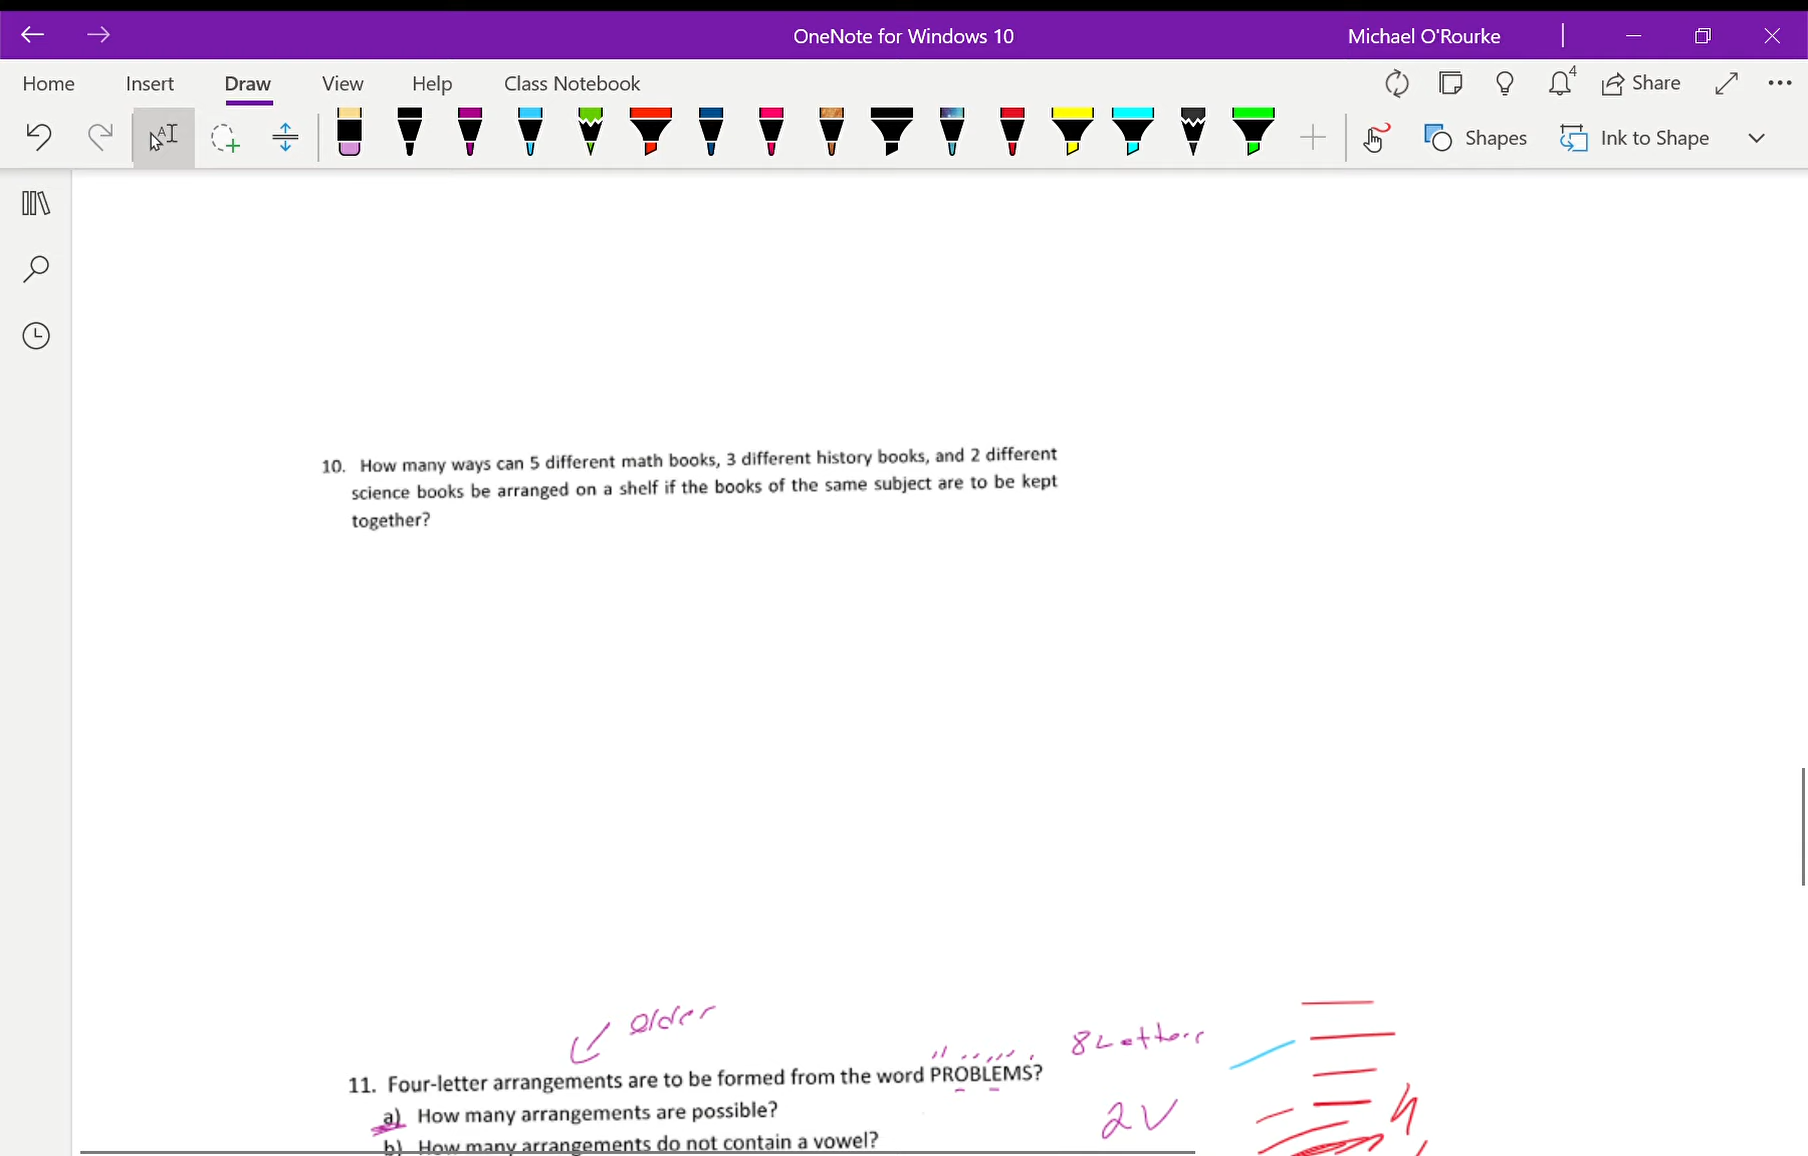 OneNote for Windows 10
Michael O'Rourke
Home Insert Draw View Help Class Notebook
4
Share
Shapes
Ink to Shape
10. How many ways can 5 different math books, 3 different history books, and 2 different
science books be arranged on a shelf if the books of the same subject are to be kept
together?
order
8 Letters
11. Four-letter arrangements are to be formed from the word PROBLEMS?
a) How many arrangements are possible?
2V
b) How many arrangements do not contain a vowel?